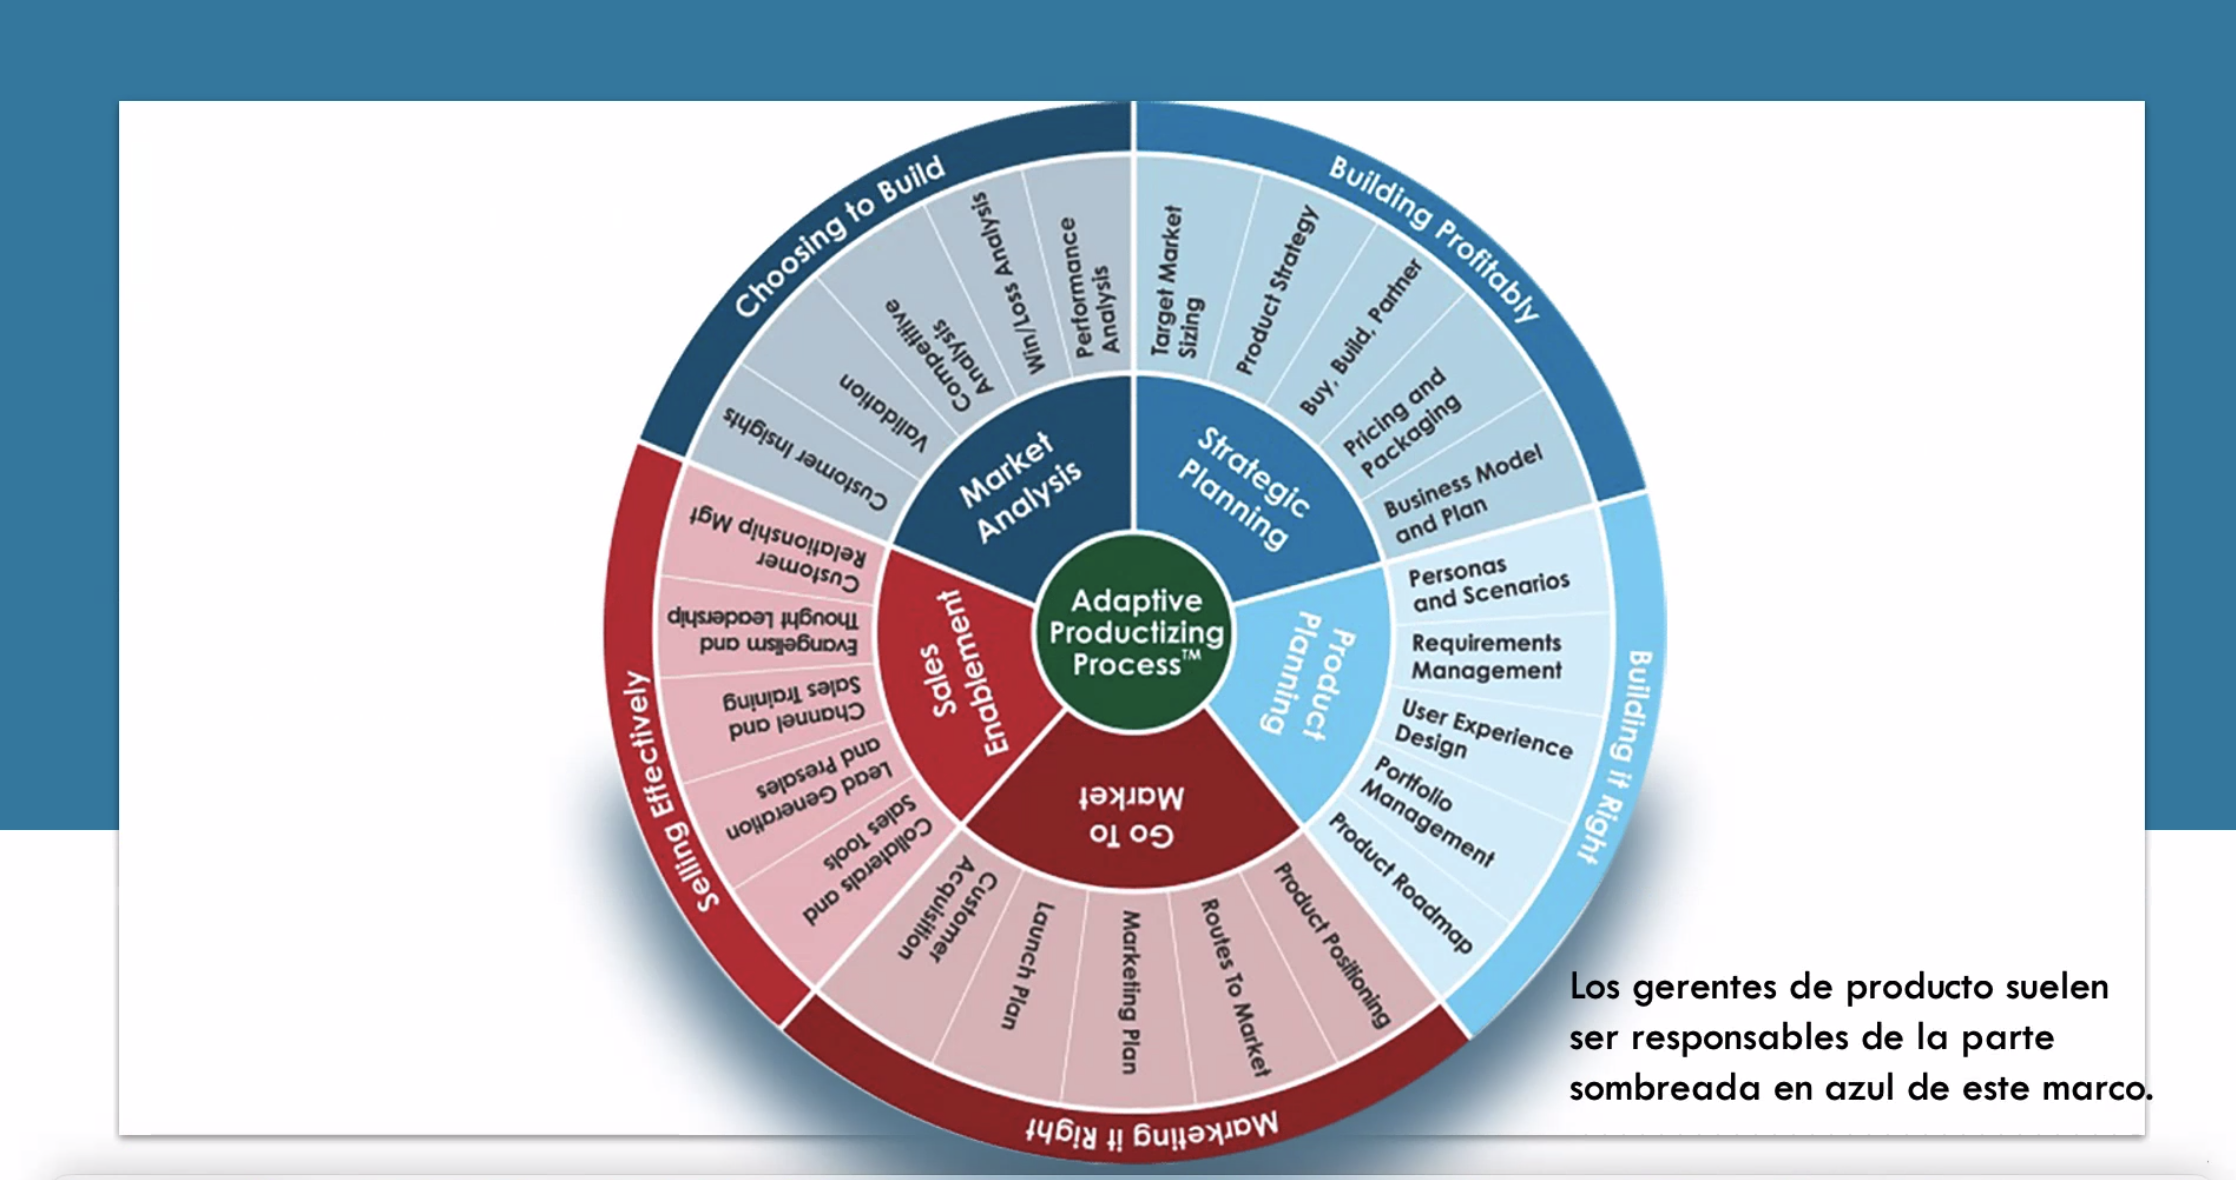 Choosing to Build
Customer Insights
Validation
Competitive
Analysis
Win/Loss Analysis
Performance
Analysis
Market
Analysis
Building Profitably
Target Market
Sizing
Product Strategy
Buy, Build, Partner
Pricing and
Packaging
Business Model
and Plan
Strategic
Planning
Building it Right
Personas
and Scenarios
Requirements
Management
User Experience
Design
Portfolio
Management
Product Roadmap
Product
Planning
Marketing it Right
Product Positioning
Routes To Market
Marketing Plan
Launch Plan
Customer
Acquisition
Go To
Market
Selling Effectively
Collaterals and
Sales Tools
Lead Generation
and Presales
Channel and
Sales Training
Evangelism and
Thought Leadership
Customer
Relationship Mgt
Sales
Enablement
Adaptive
Productizing
Process™
Los gerentes de producto suelen
ser responsables de la parte
sombreada en azul de este marco.